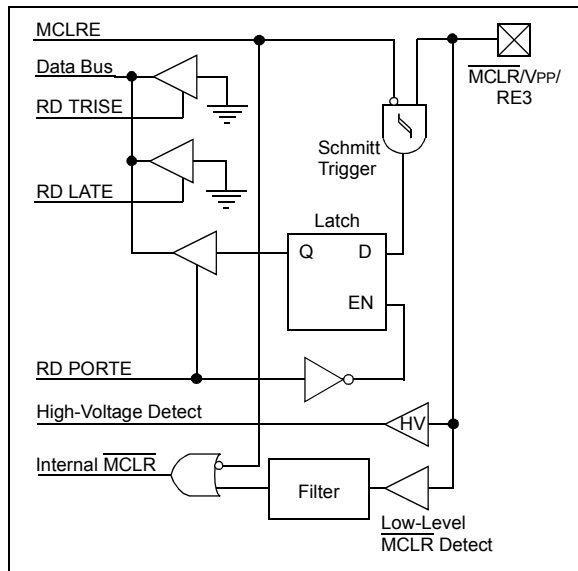 MCLRE
Data Bus
RD TRISE
MCLR/VPP/
RE3
Schmitt
Trigger
RD LATE
Latch
Q D
EN
RD PORTE
High-Voltage Detect
HV
Internal MCLR
Filter
Low-Level
MCLR Detect